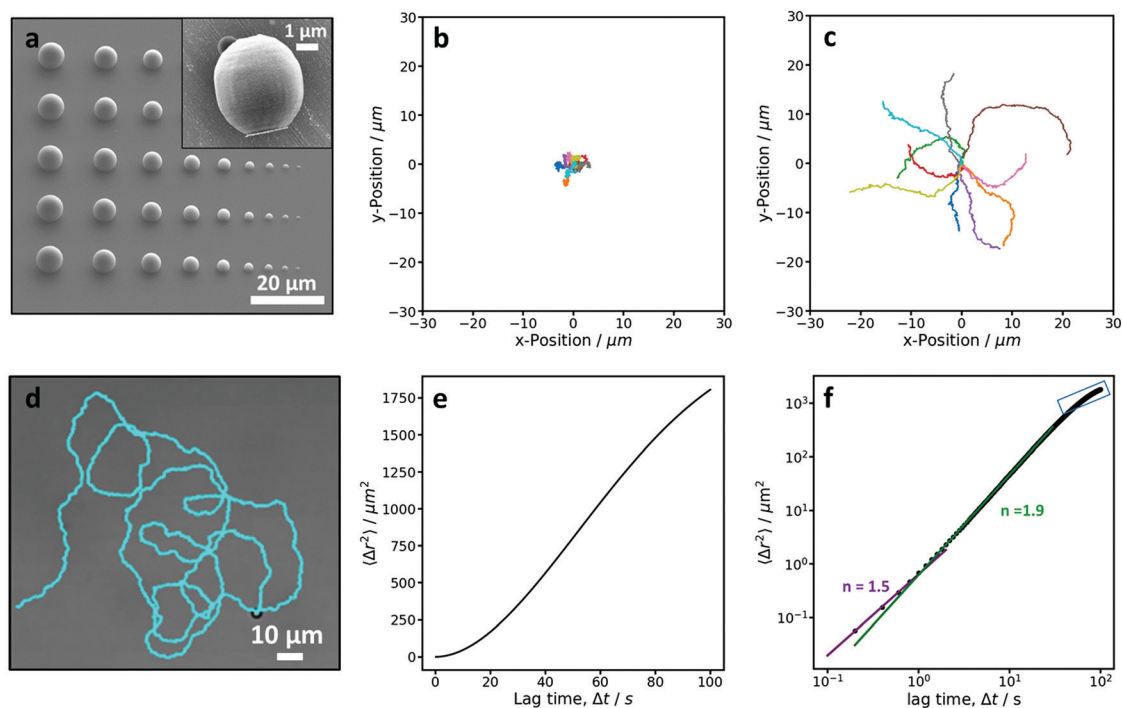 a
1 μm
20 μm
b
30
20
10
0
−10
−20
−30
−30 −20 −10 0 10 20 30
y-Position / μm
x-Position / μm
c
30
20
10
0
−10
−20
−30
−30 −20 −10 0 10 20 30
y-Position / μm
x-Position / μm
d
10 μm
e
1750
1500
1250
1000
750
500
250
0
0 20 40 60 80 100
⟨Δr²⟩ / μm²
Lag time, Δt / s
f
10³
10²
10¹
10⁰
10⁻¹
10⁻¹ 10⁰ 10¹ 10²
⟨Δr²⟩ / μm²
n =1.9
n = 1.5
lag time, Δt / s